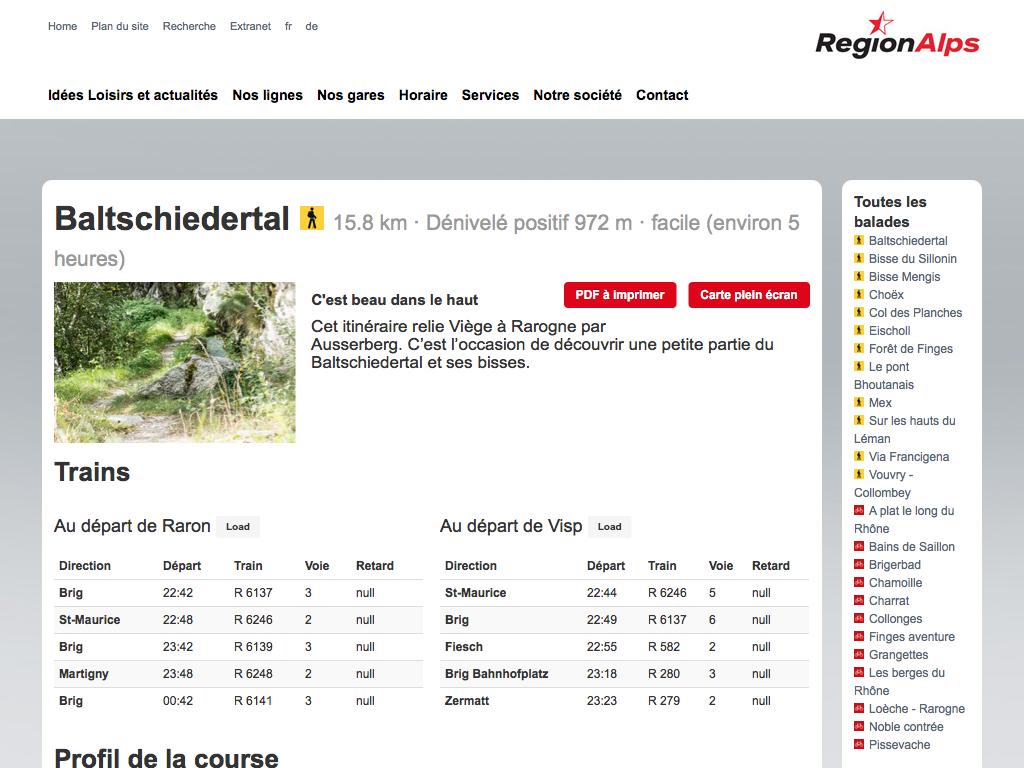 Home Plan du site Recherche Extranet fr de
RegionAlps
Idées Loisirs et actualités Nos lignes Nos gares Horaire Services Notre société Contact
Baltschiedertal 15.8 km · Dénivelé positif 972 m · facile (environ 5
heures)
C'est beau dans le haut
PDF à imprimer Carte plein écran
Cet itinéraire relie Viège à Rarogne par
Ausserberg. C’est l’occasion de découvrir une petite partie du
Baltschiedertal et ses bisses.
Trains
Au départ de Raron Load
Direction Départ Train Voie Retard
Brig 22:42 R 6137 3 null
St-Maurice 22:48 R 6246 2 null
Brig 23:42 R 6139 3 null
Martigny 23:48 R 6248 2 null
Brig 00:42 R 6141 3 null
Au départ de Visp Load
Direction Départ Train Voie Retard
St-Maurice 22:44 R 6246 5 null
Brig 22:49 R 6137 6 null
Fiesch 22:55 R 582 2 null
Brig Bahnhofplatz 23:18 R 280 3 null
Zermatt 23:23 R 279 2 null
Profil de la course
Toutes les
balades
Baltschiedertal
Bisse du Sillonin
Bisse Mengis
Choëx
Col des Planches
Eischoll
Forêt de Finges
Le pont
Bhoutanais
Mex
Sur les hauts du
Léman
Via Francigena
Vouvry -
Collombey
A plat le long du
Rhône
Bains de Saillon
Brigerbad
Chamoille
Charrat
Collonges
Finges aventure
Grangettes
Les berges du
Rhône
Loèche - Rarogne
Noble contrée
Pissevache